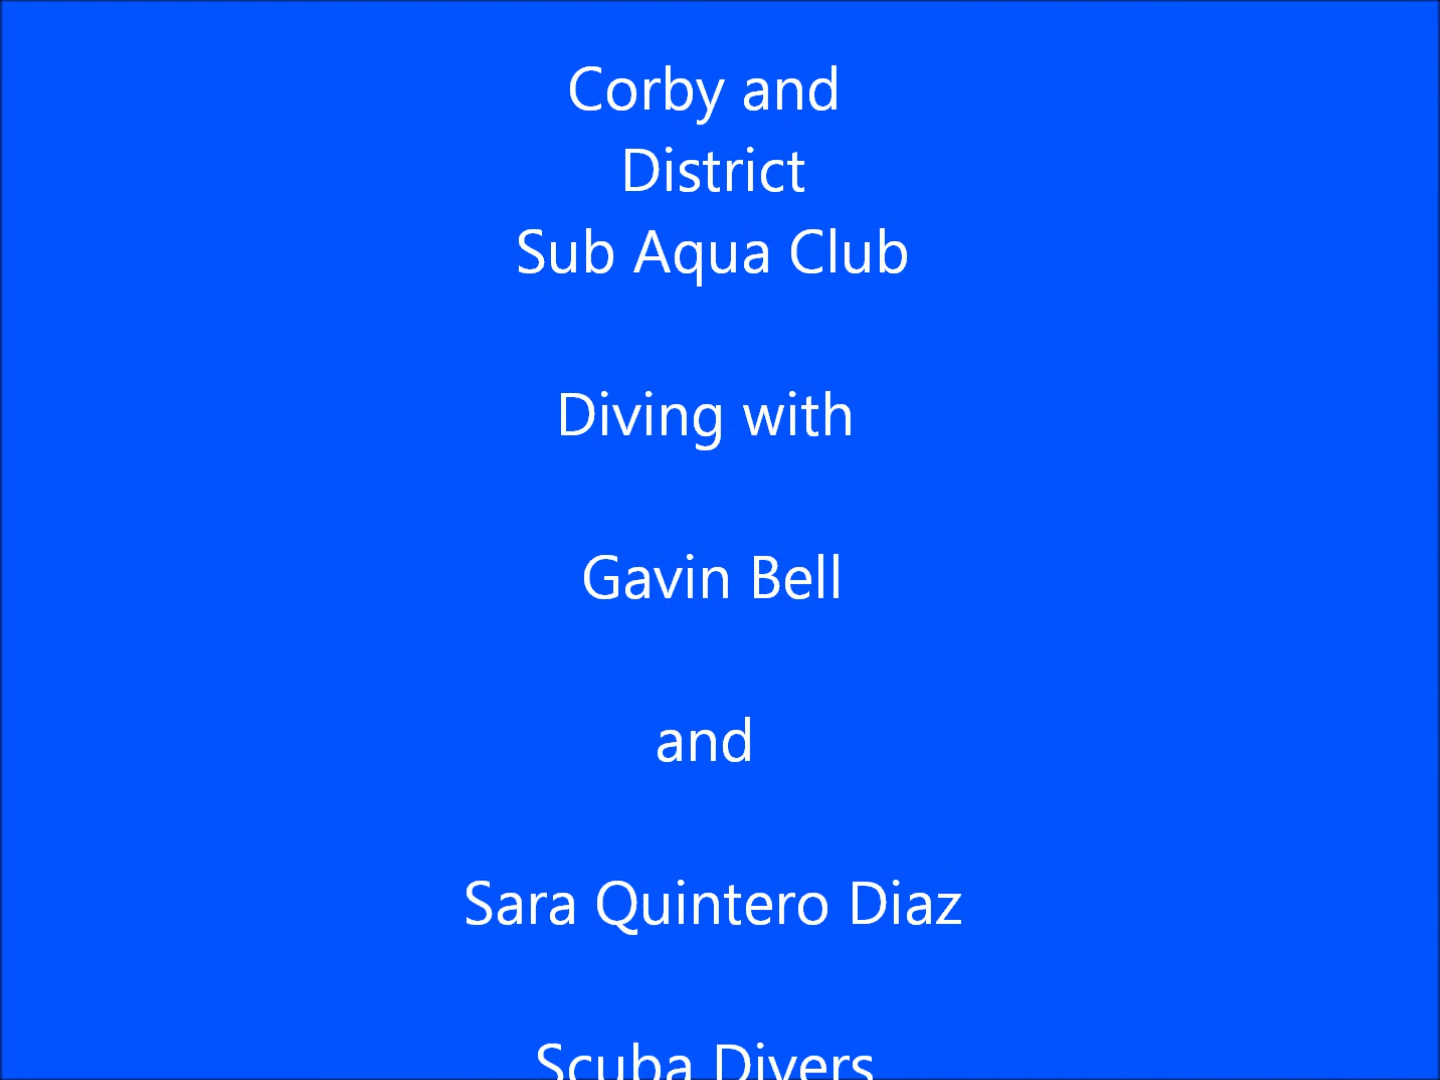 Corby and
District
Sub Aqua Club
Diving with
Gavin Bell
and
Sara Quintero Diaz
Scuba Divers